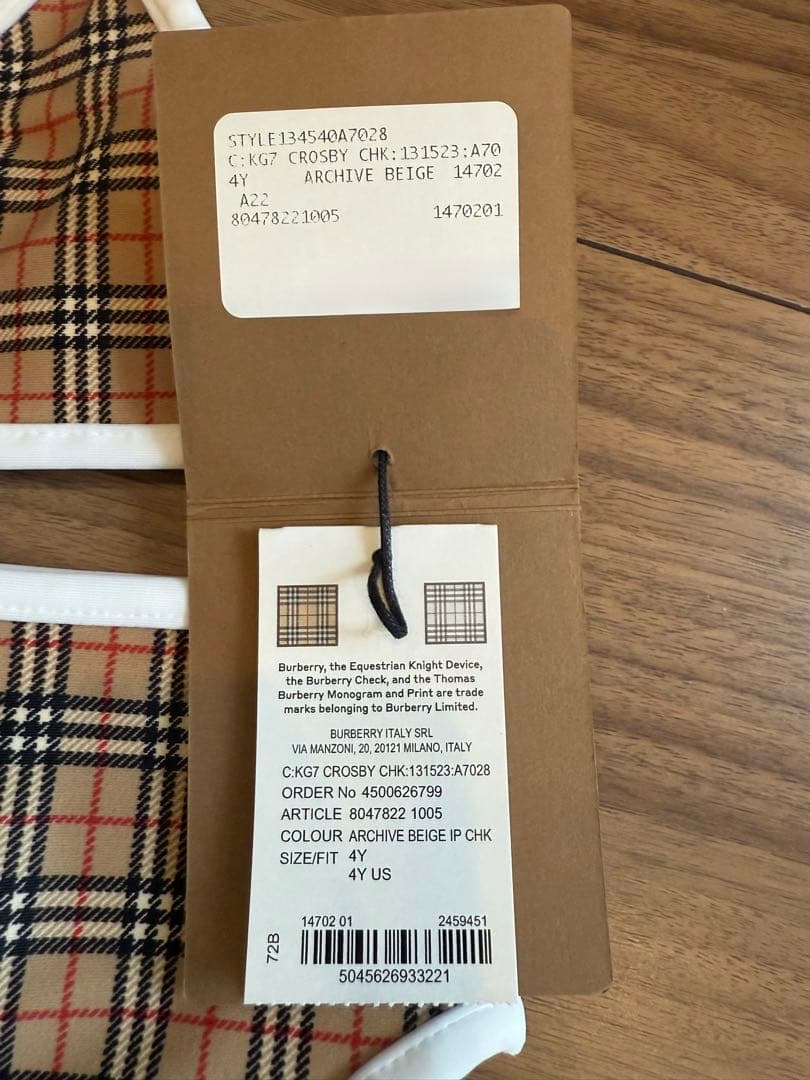 STYLE134540A7028
C:KG7 CROSBY CHK:131523:A70
4Y ARCHIVE BEIGE 14702
A22
80478221005 1470201
Burberry, the Equestrian Knight Device,
the Burberry Check, and the Thomas
Burberry Monogram and Print are trade
marks belonging to Burberry Limited.
BURBERRY ITALY SRL
VIA MANZONI, 20, 20121 MILANO, ITALY
C:KG7 CROSBY CHK:131523:A7028
ORDER No 4500626799
ARTICLE 8047822 1005
COLOUR ARCHIVE BEIGE IP CHK
SIZE/FIT 4Y
4Y US
14702 01 2459451
72B
5045626933221